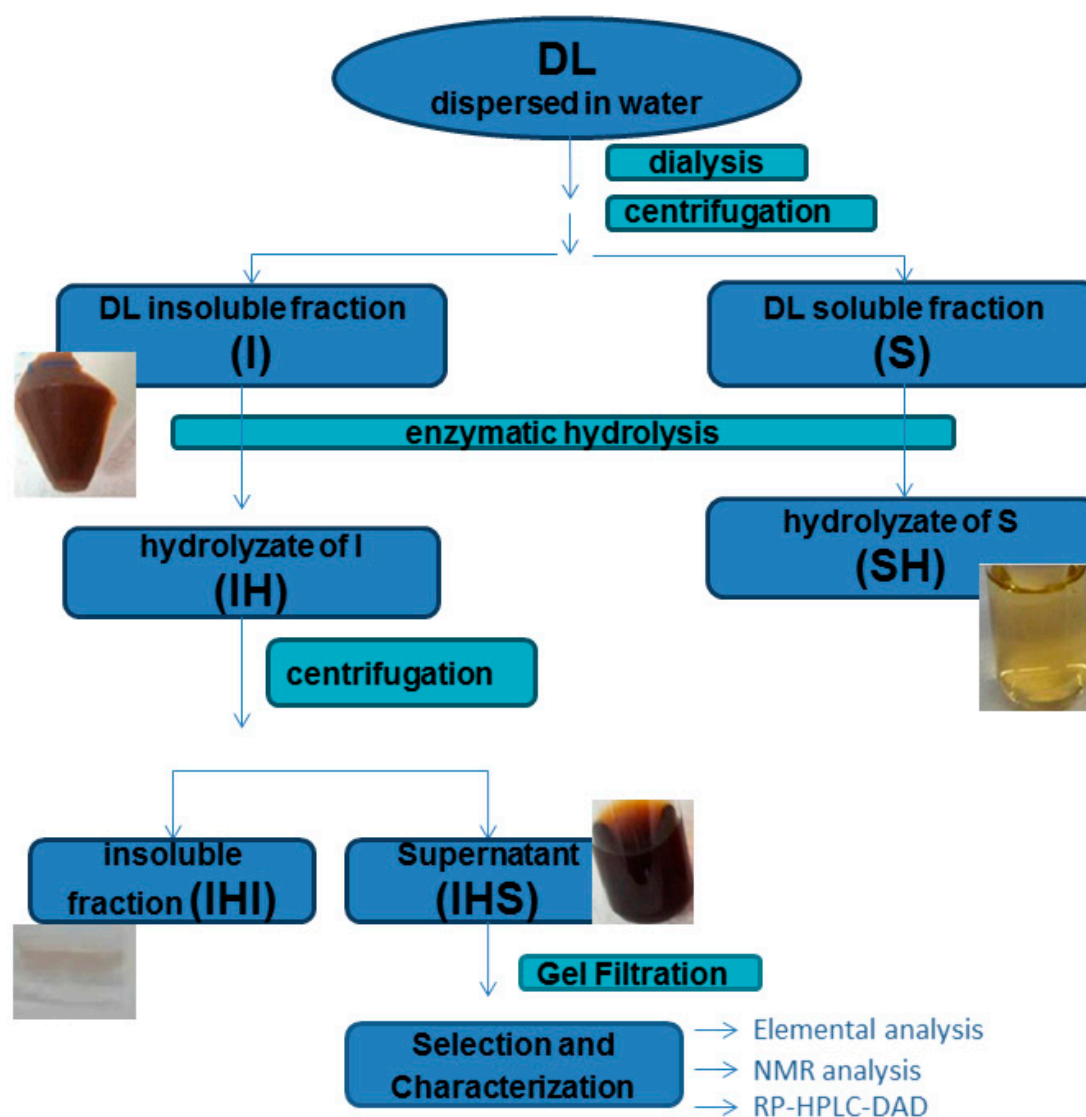 DL
dispersed in water
dialysis
centrifugation
DL insoluble fraction
(I)
DL soluble fraction
(S)
enzymatic hydrolysis
hydrolyzate of I
(IH)
hydrolyzate of S
(SH)
centrifugation
insoluble
fraction (IHI)
Supernatant
(IHS)
Gel Filtration
Selection and
Characterization
Elemental analysis
NMR analysis
RP-HPLC-DAD